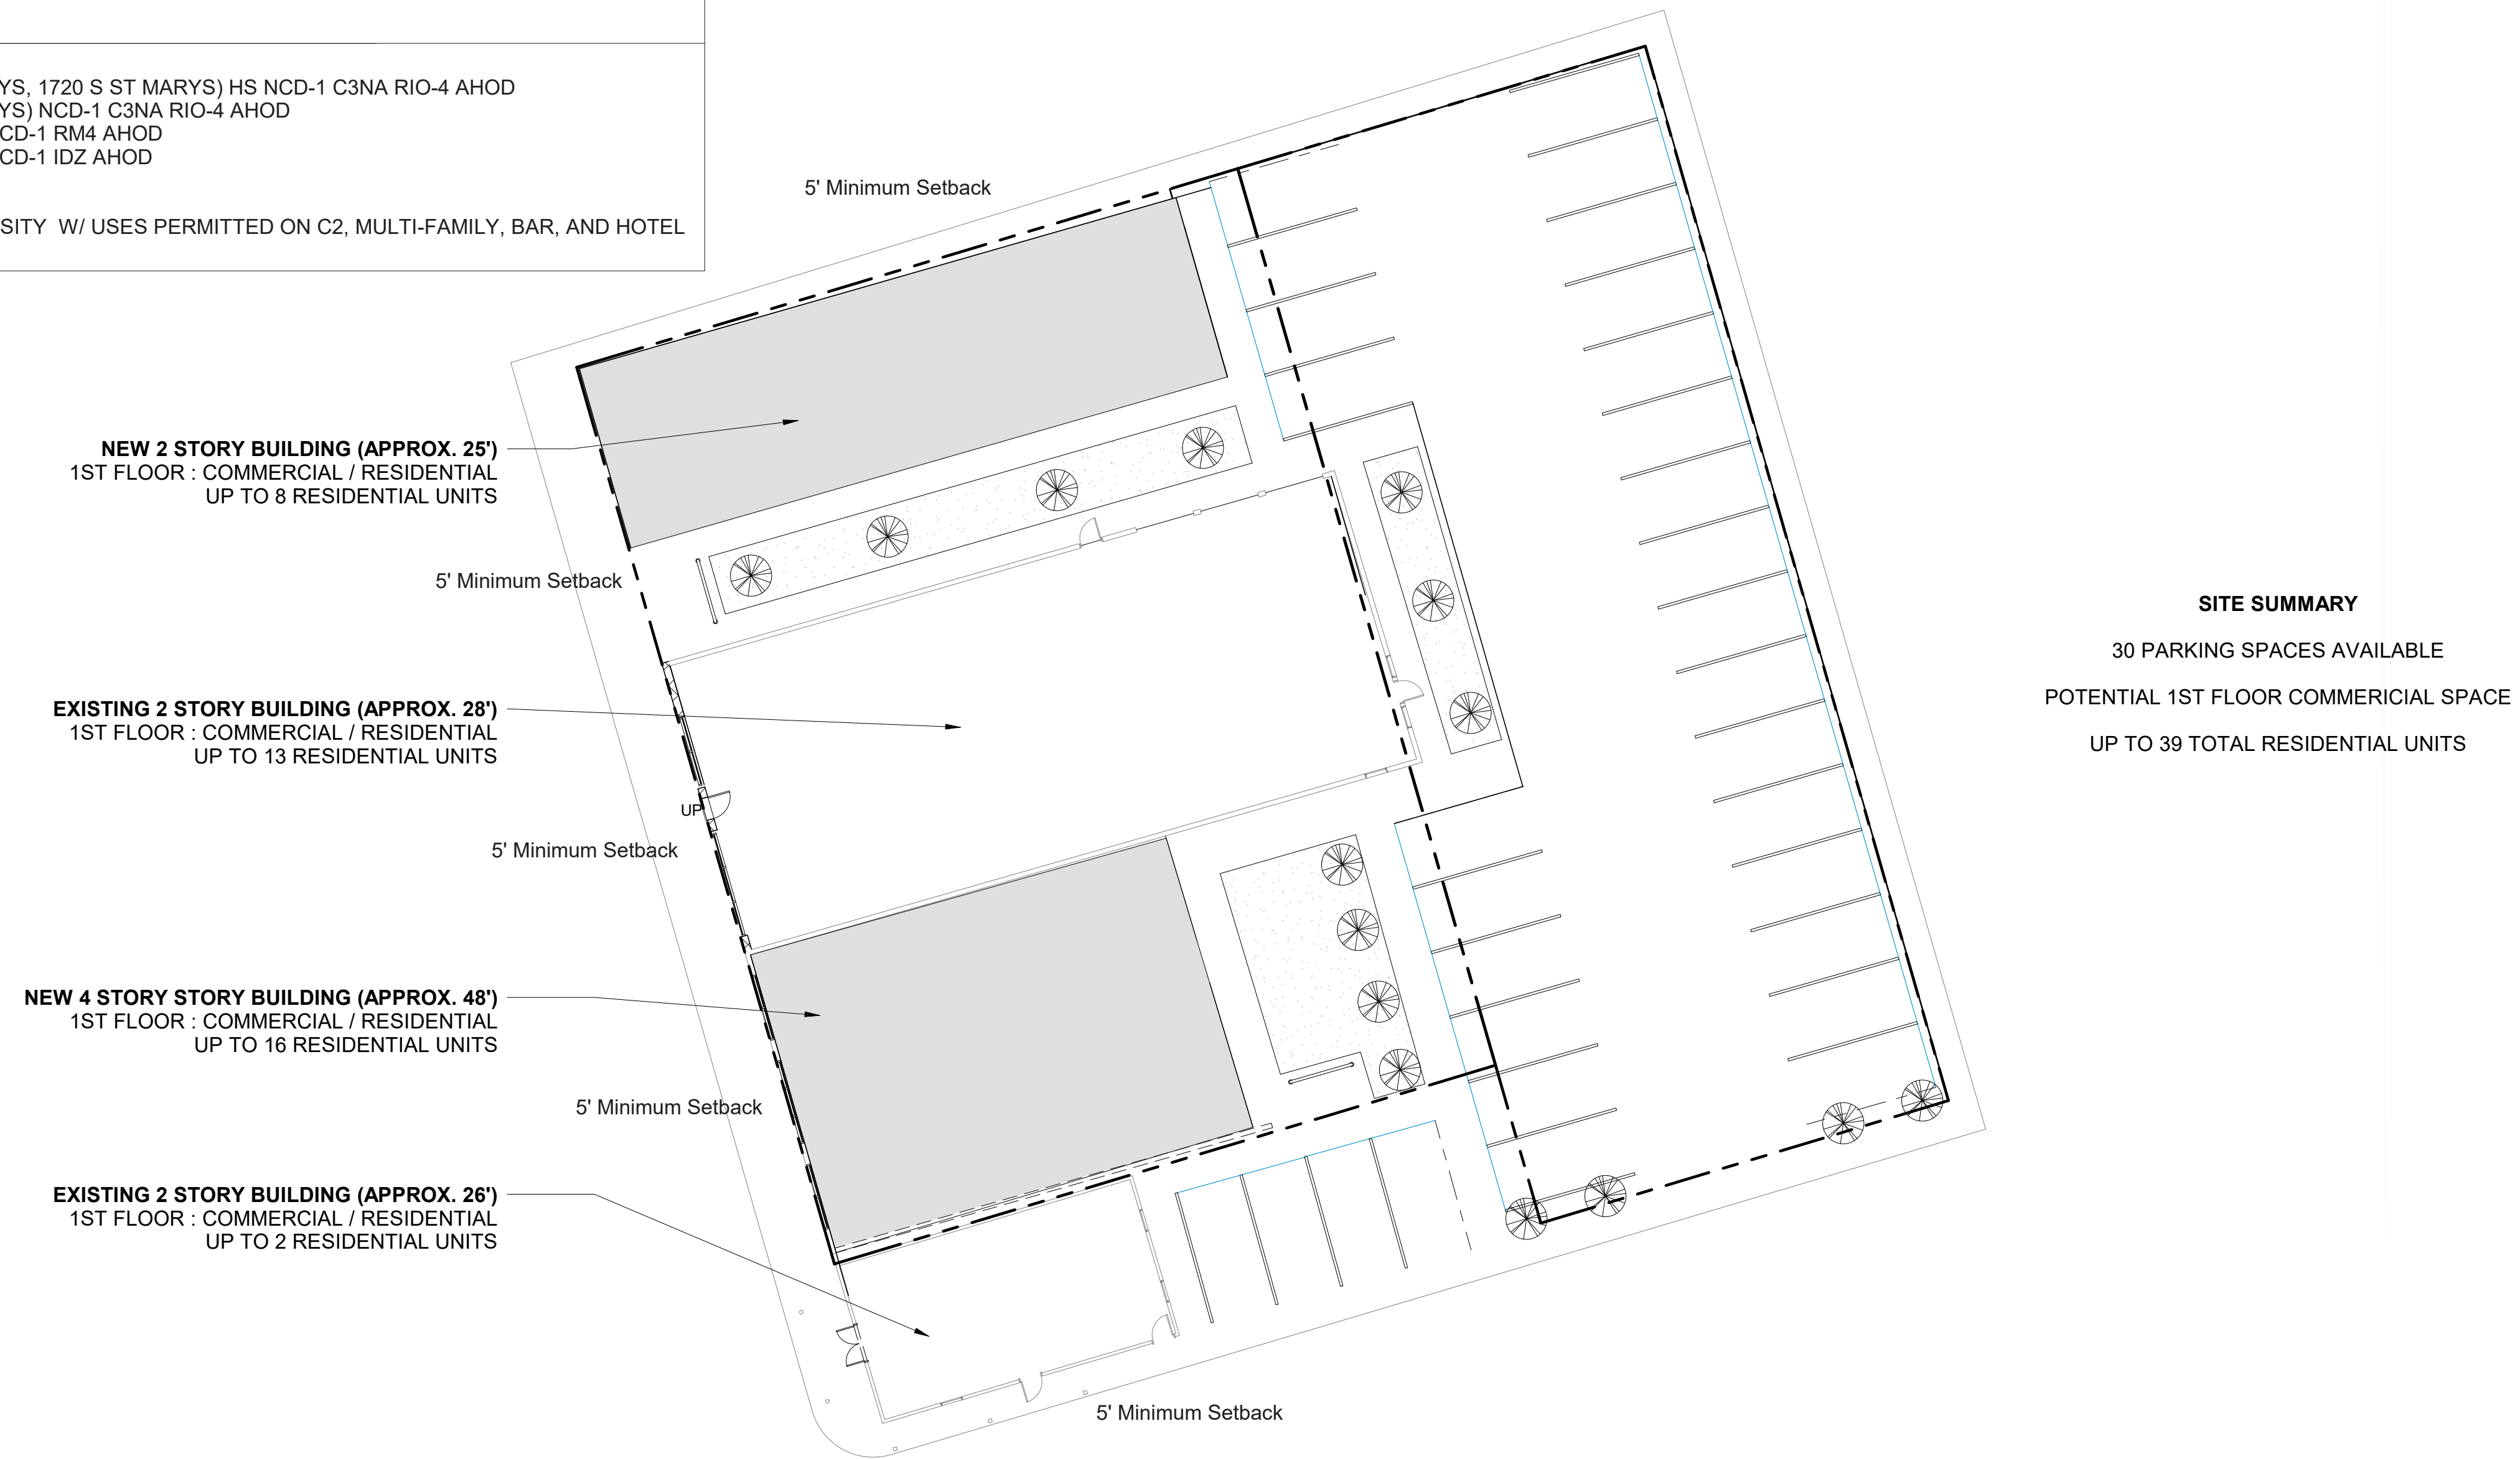 YS, 1720 S ST MARYS) HS NCD-1 C3NA RIO-4 AHOD
YS) NCD-1 C3NA RIO-4 AHOD
CD-1 RM4 AHOD
CD-1 IDZ AHOD
SITY W/ USES PERMITTED ON C2, MULTI-FAMILY, BAR, AND HOTEL
5' Minimum Setback
NEW 2 STORY BUILDING (APPROX. 25')
1ST FLOOR : COMMERCIAL / RESIDENTIAL
UP TO 8 RESIDENTIAL UNITS
5' Minimum Setback
EXISTING 2 STORY BUILDING (APPROX. 28')
1ST FLOOR : COMMERCIAL / RESIDENTIAL
UP TO 13 RESIDENTIAL UNITS
UP
5' Minimum Setback
NEW 4 STORY STORY BUILDING (APPROX. 48')
1ST FLOOR : COMMERCIAL / RESIDENTIAL
UP TO 16 RESIDENTIAL UNITS
5' Minimum Setback
EXISTING 2 STORY BUILDING (APPROX. 26')
1ST FLOOR : COMMERCIAL / RESIDENTIAL
UP TO 2 RESIDENTIAL UNITS
5' Minimum Setback
SITE SUMMARY
30 PARKING SPACES AVAILABLE
POTENTIAL 1ST FLOOR COMMERICIAL SPACE
UP TO 39 TOTAL RESIDENTIAL UNITS